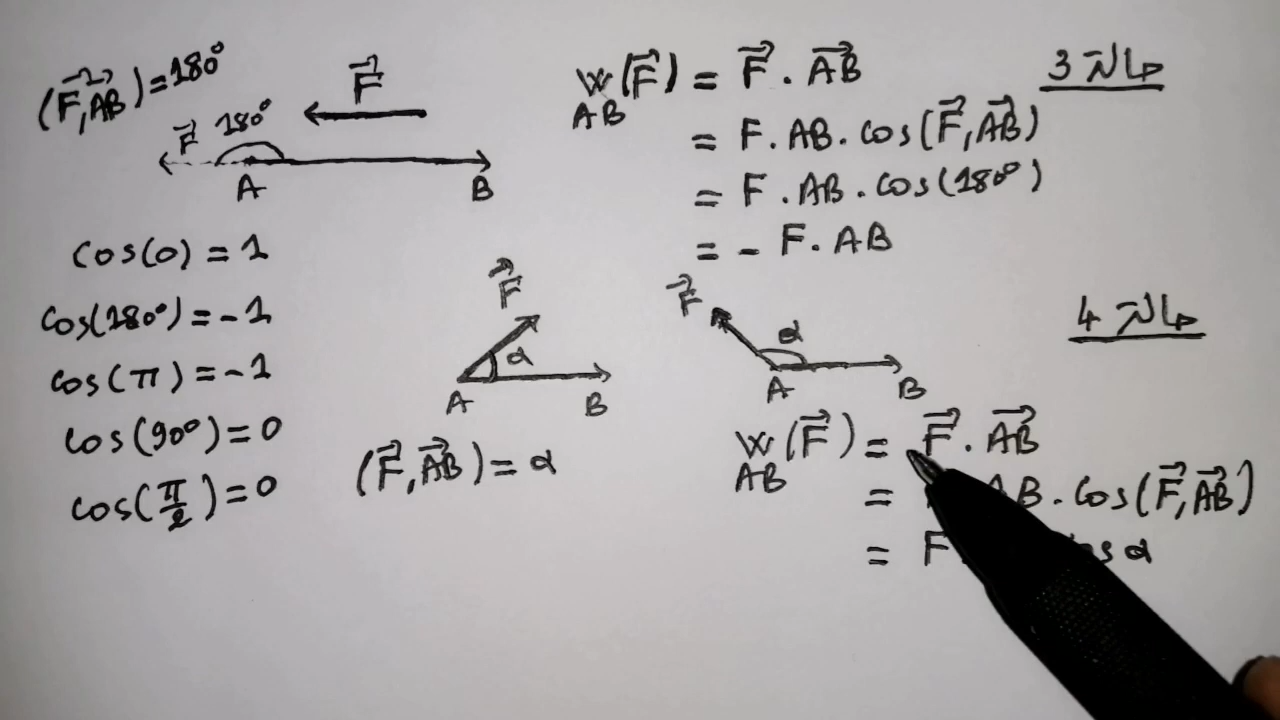 (F⃗,AB⃗)=180°
F⃗
F⃗ 180°
A B
cos(0)=1
cos(180°)=-1
cos(π)=-1
cos(90°)=0
cos(π/2)=0
حالة 3
W(F⃗)=F⃗.AB⃗
AB
=F.AB.cos(F⃗,AB⃗)
=F.AB.cos(180°)
=-F.AB
F⃗
α
A B
(F⃗,AB⃗)=α
حالة 4
F⃗
α
A B
W(F⃗)=F⃗.AB⃗
AB
= AB.cos(F⃗,AB⃗)
=F α